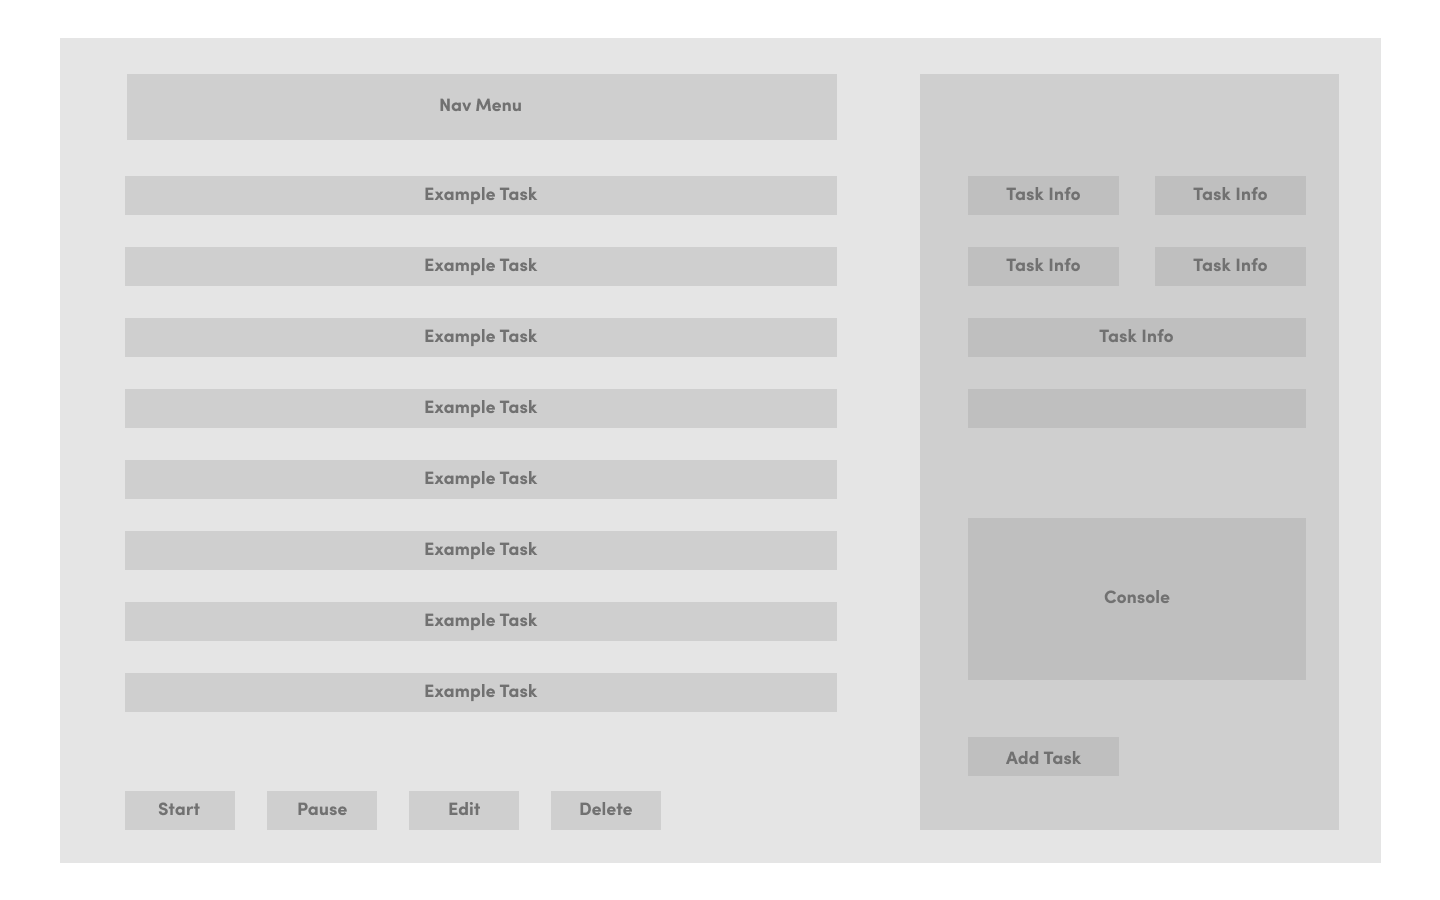 Nav Menu
Example Task
Example Task
Example Task
Example Task
Example Task
Example Task
Example Task
Example Task
Start
Pause
Edit
Delete
Task Info
Task Info
Task Info
Task Info
Task Info
Console
Add Task